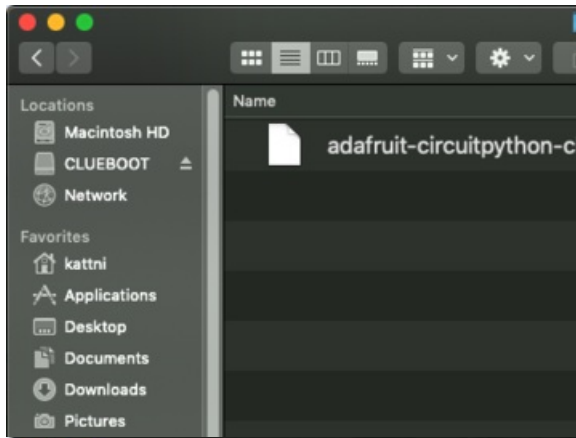 Locations
Macintosh HD
CLUEBOOT
Network
Favorites
kattni
Applications
Desktop
Documents
Downloads
Pictures
Name
adafruit-circuitpython-c